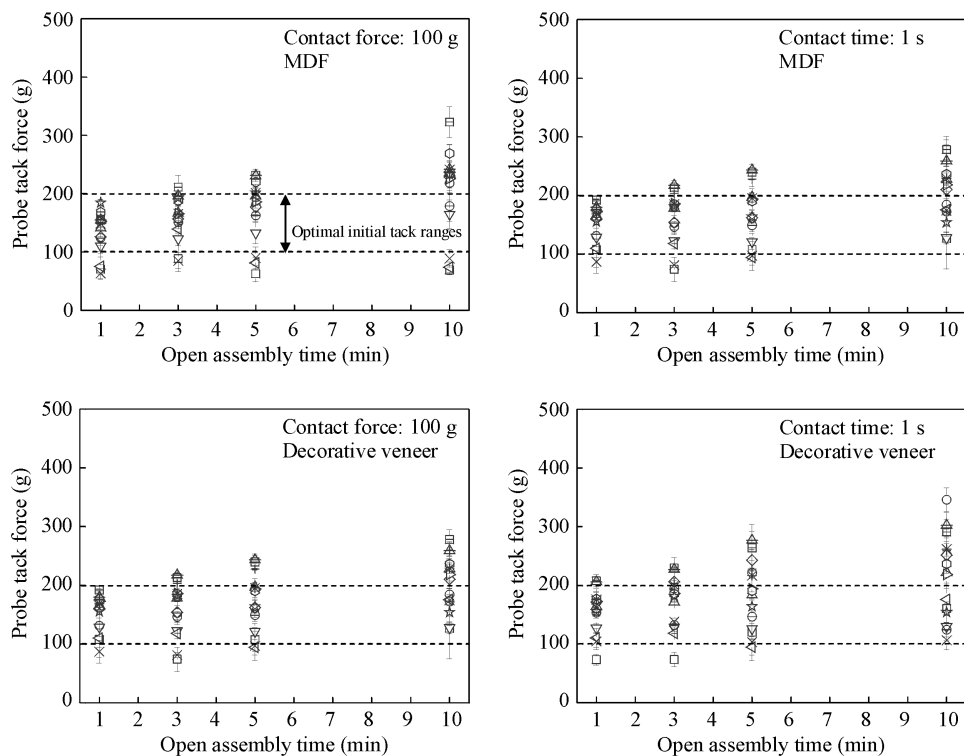 500
400
300
200
100
0
Probe tack force (g)
Contact force: 100 g
MDF
Optimal initial tack ranges
1 2 3 4 5 6 7 8 9 10
Open assembly time (min)
500
400
300
200
100
0
Probe tack force (g)
Contact time: 1 s
MDF
1 2 3 4 5 6 7 8 9 10
Open assembly time (min)
500
400
300
200
100
0
Probe tack force (g)
Contact force: 100 g
Decorative veneer
1 2 3 4 5 6 7 8 9 10
Open assembly time (min)
500
400
300
200
100
0
Probe tack force (g)
Contact time: 1 s
Decorative veneer
1 2 3 4 5 6 7 8 9 10
Open assembly time (min)